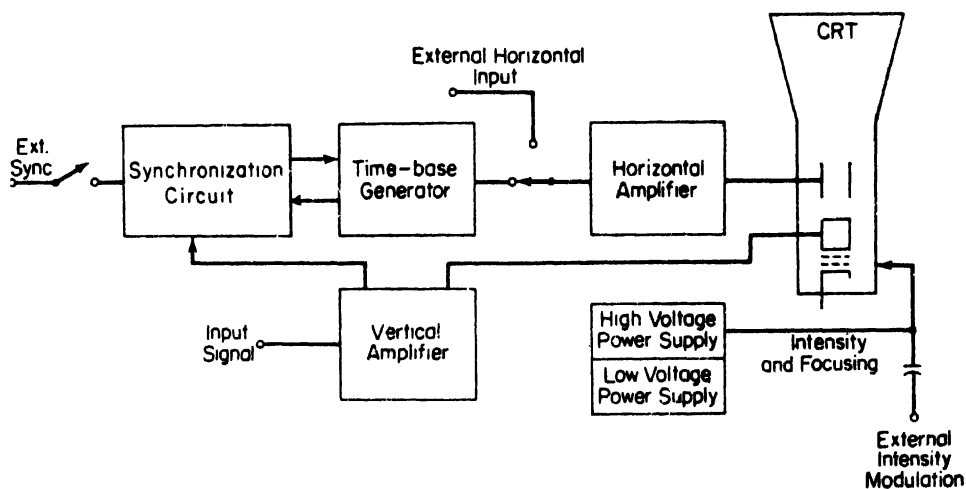 CRT
External Horizontal
Input
Ext.
Sync
Synchronization
Circuit
Time-base
Generator
Horizontal
Amplifier
Input
Signal
Vertical
Amplifier
High Voltage
Power Supply
Low Voltage
Power Supply
Intensity
and Focusing
External
Intensity
Modulation